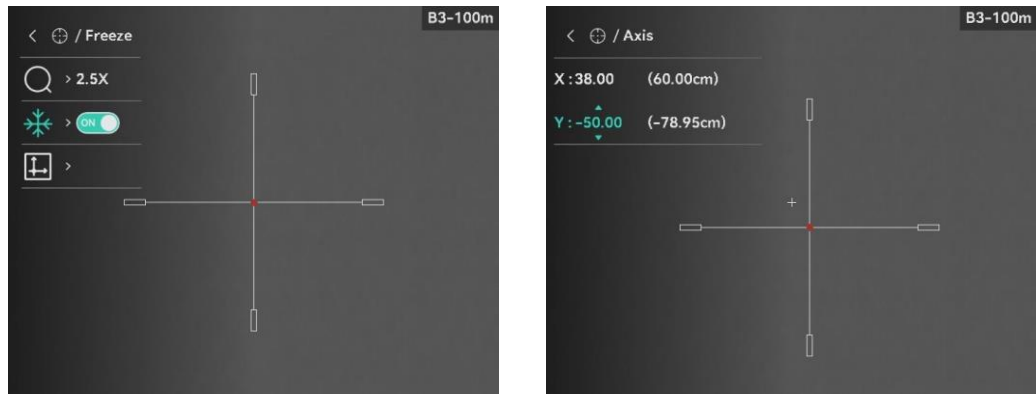 B3-100m
< / Freeze
> 2.5X
> ON
>
B3-100m
< / Axis
X : 38.00 (60.00cm)
Y : -50.00 (-78.95cm)